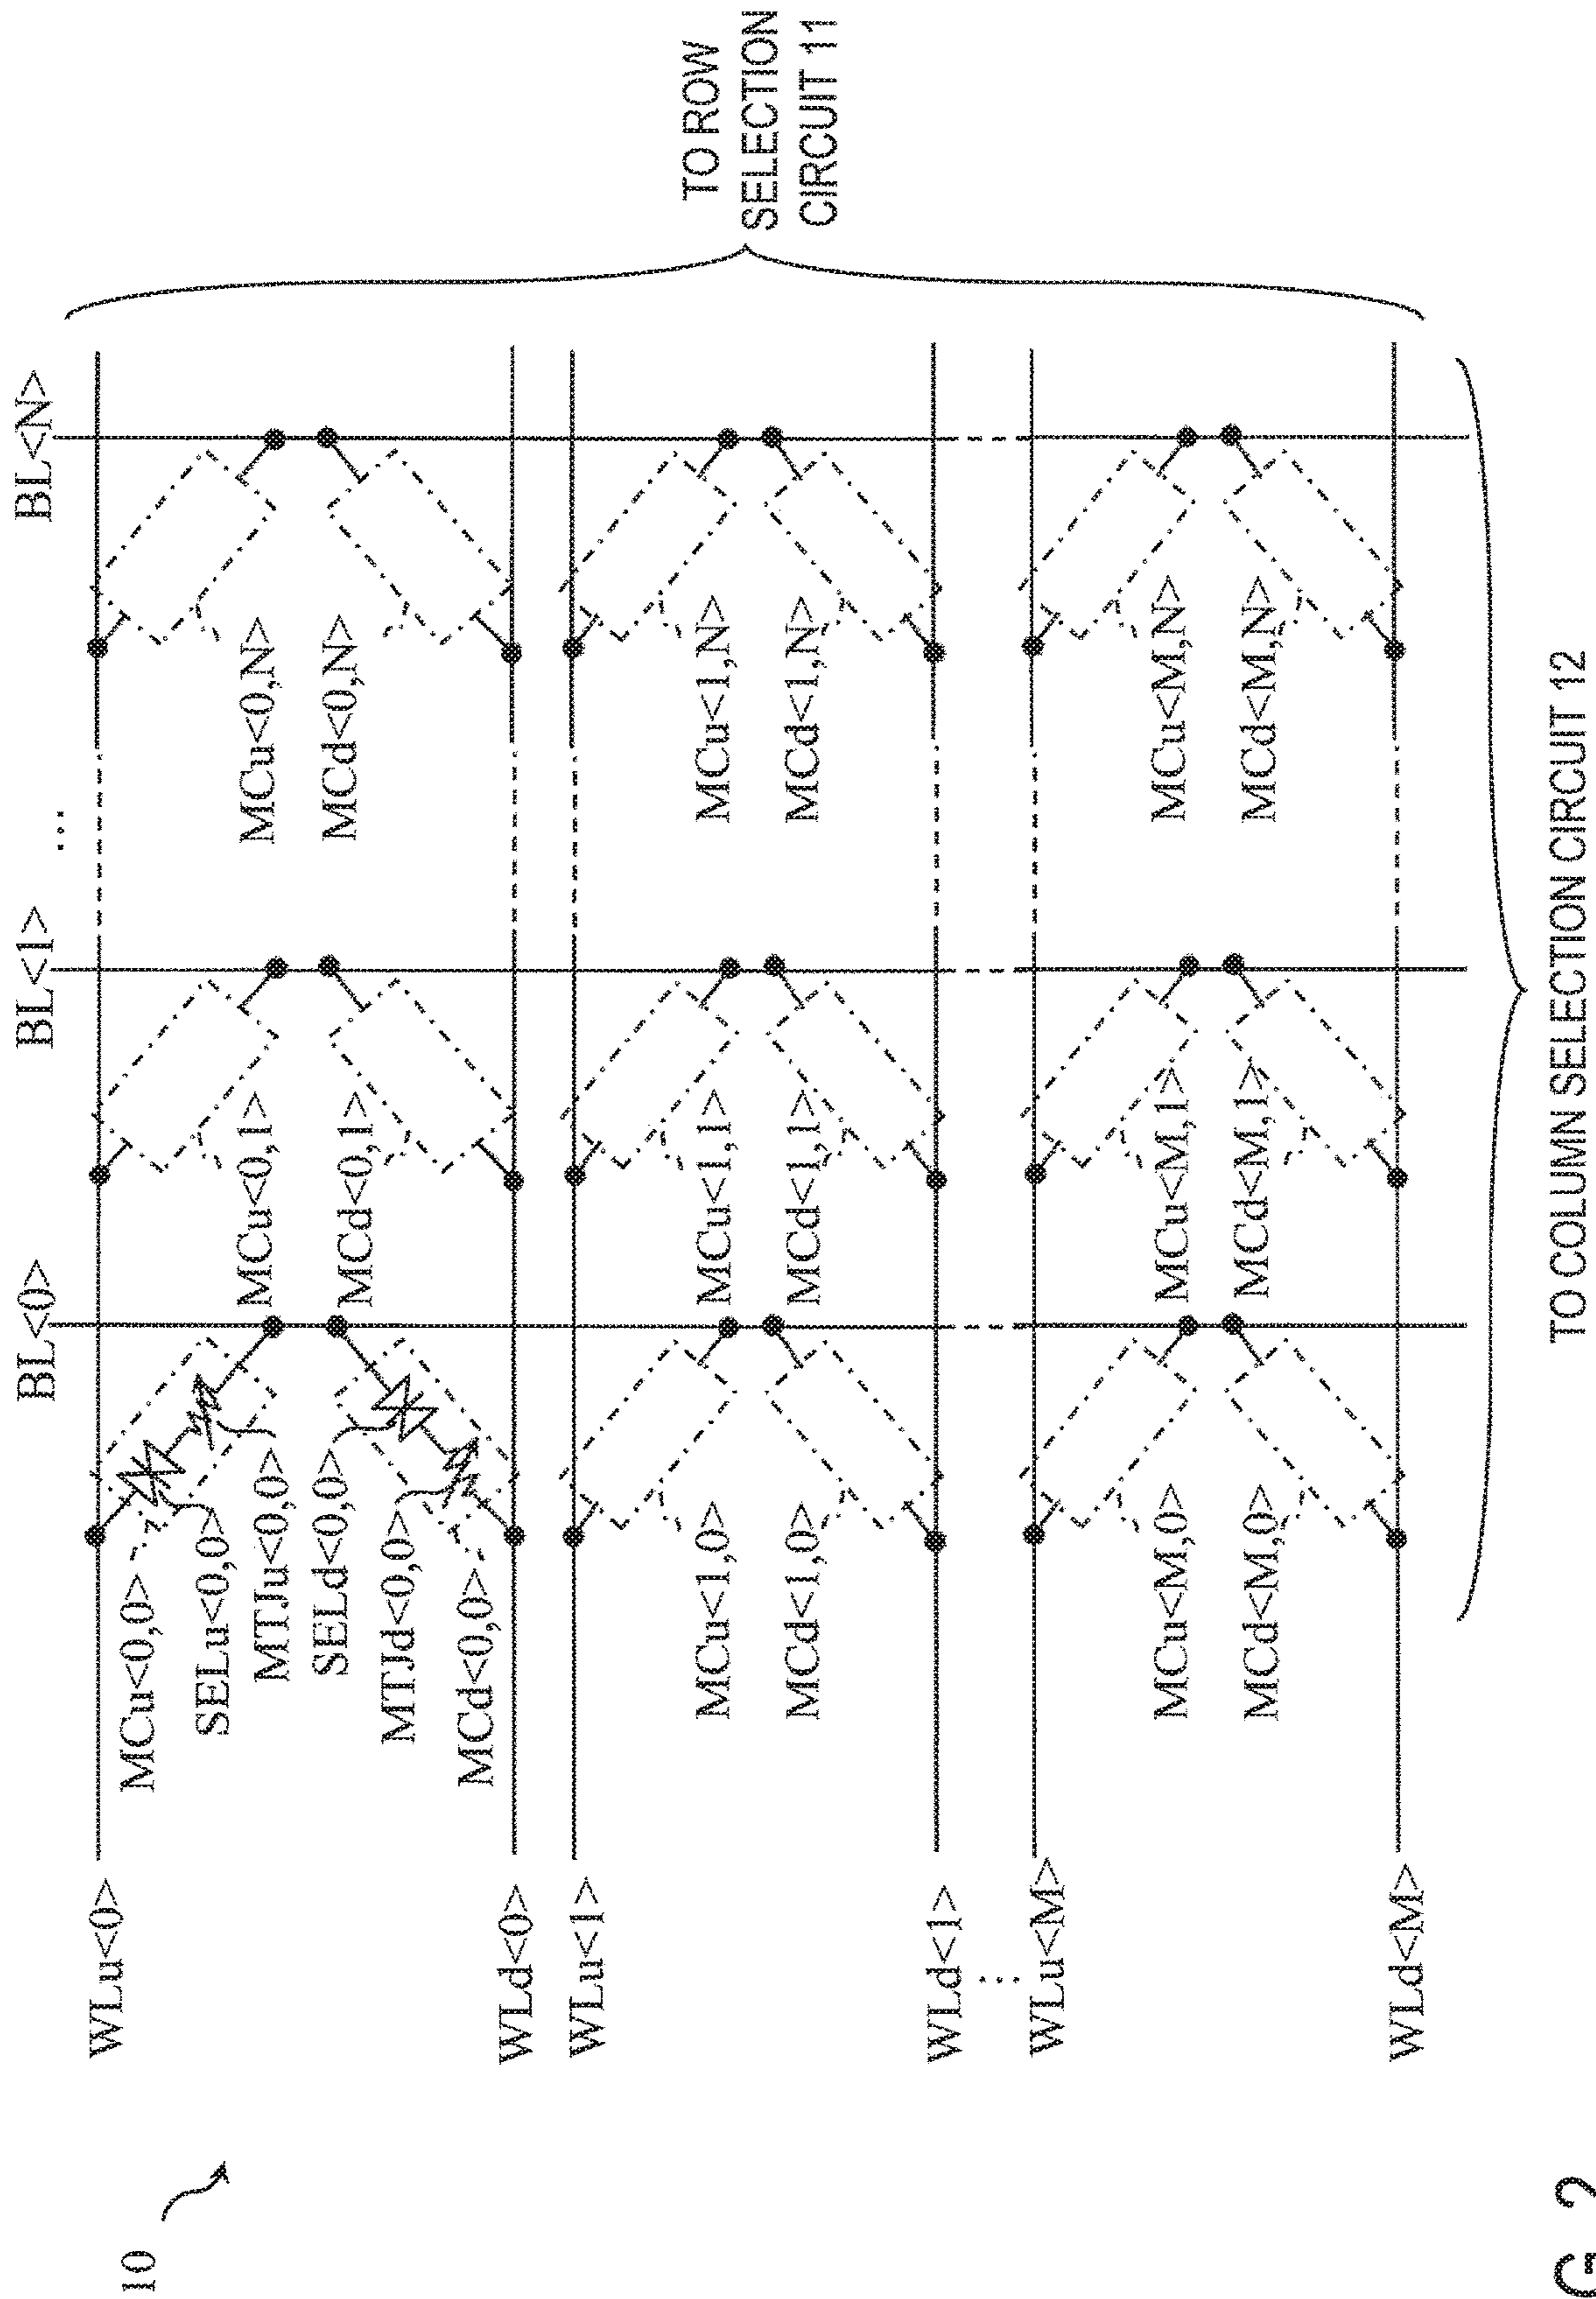 10
BL<0>
BL<1>
...
BL<N>
WLu<0>
MCu<0,0>
SELu<0,0>
MTJu<0,0>
SELd<0,0>
MTJd<0,0>
MCd<0,0>
MCu<0,1>
MCd<0,1>
MCu<0,N>
MCd<0,N>
WLd<0>
WLu<1>
MCu<1,0>
MCd<1,0>
MCu<1,1>
MCd<1,1>
MCu<1,N>
MCd<1,N>
WLd<1>
...
WLu<M>
MCu<M,0>
MCd<M,0>
MCu<M,1>
MCd<M,1>
MCu<M,N>
MCd<M,N>
WLd<M>
TO ROW
SELECTION
CIRCUIT 11
TO COLUMN SELECTION CIRCUIT 12
G. 2